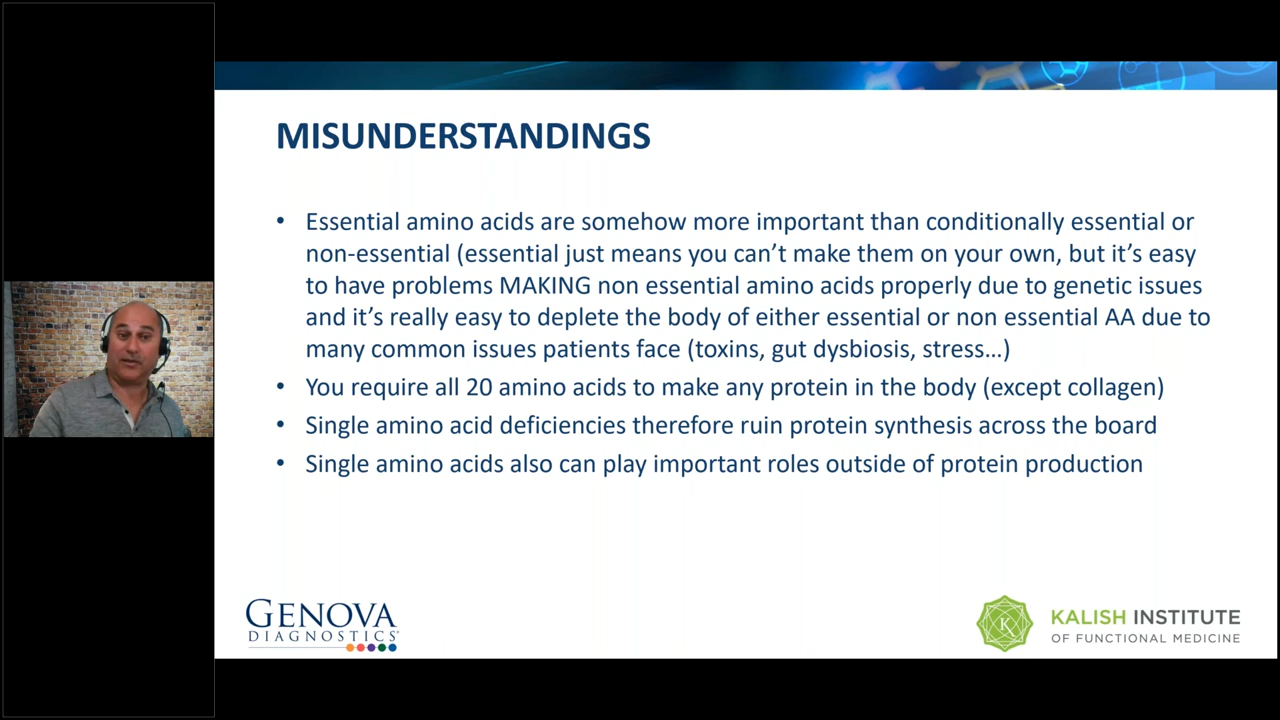 MISUNDERSTANDINGS
• Essential amino acids are somehow more important than conditionally essential or
non-essential (essential just means you can’t make them on your own, but it’s easy
to have problems MAKING non essential amino acids properly due to genetic issues
and it’s really easy to deplete the body of either essential or non essential AA due to
many common issues patients face (toxins, gut dysbiosis, stress…)
• You require all 20 amino acids to make any protein in the body (except collagen)
• Single amino acid deficiencies therefore ruin protein synthesis across the board
• Single amino acids also can play important roles outside of protein production
GENOVA
DIAGNOSTICS
K
KALISH INSTITUTE
OF FUNCTIONAL MEDICINE